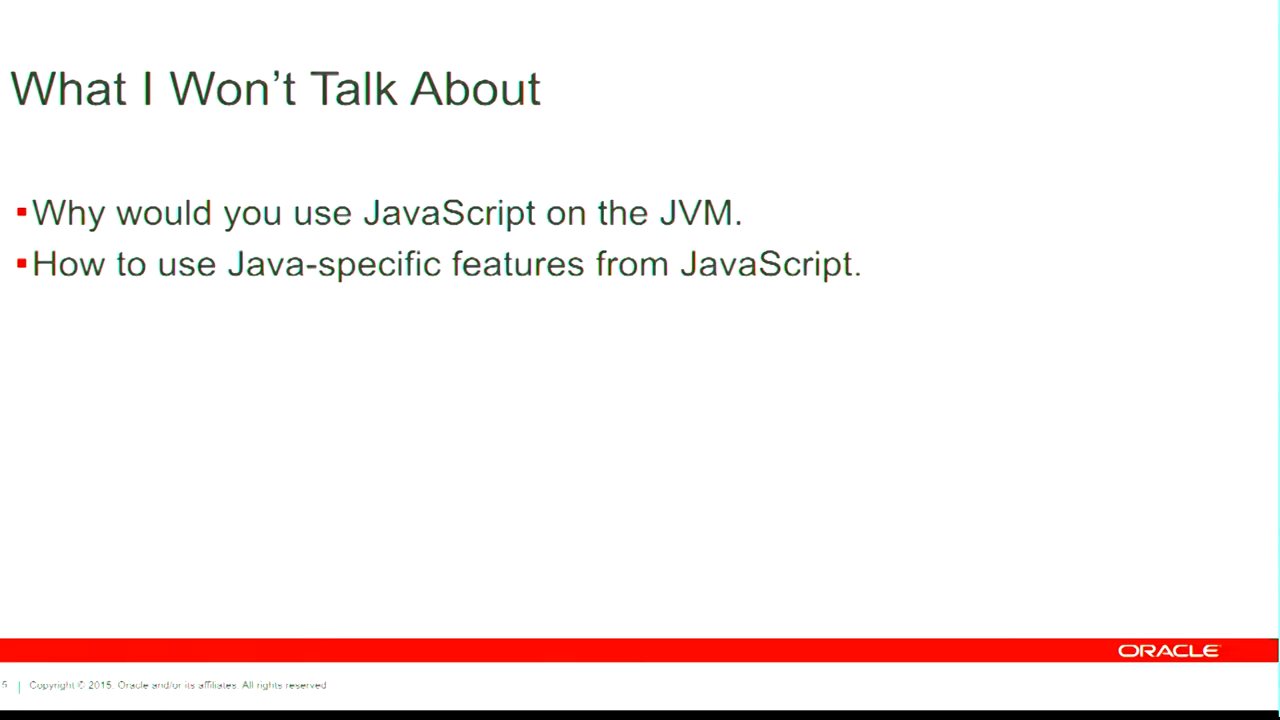 What I Won’t Talk About
▪Why would you use JavaScript on the JVM.
▪How to use Java-specific features from JavaScript.
ORACLE
5 | Copyright © 2015. Oracle and/or its affiliates. All rights reserved